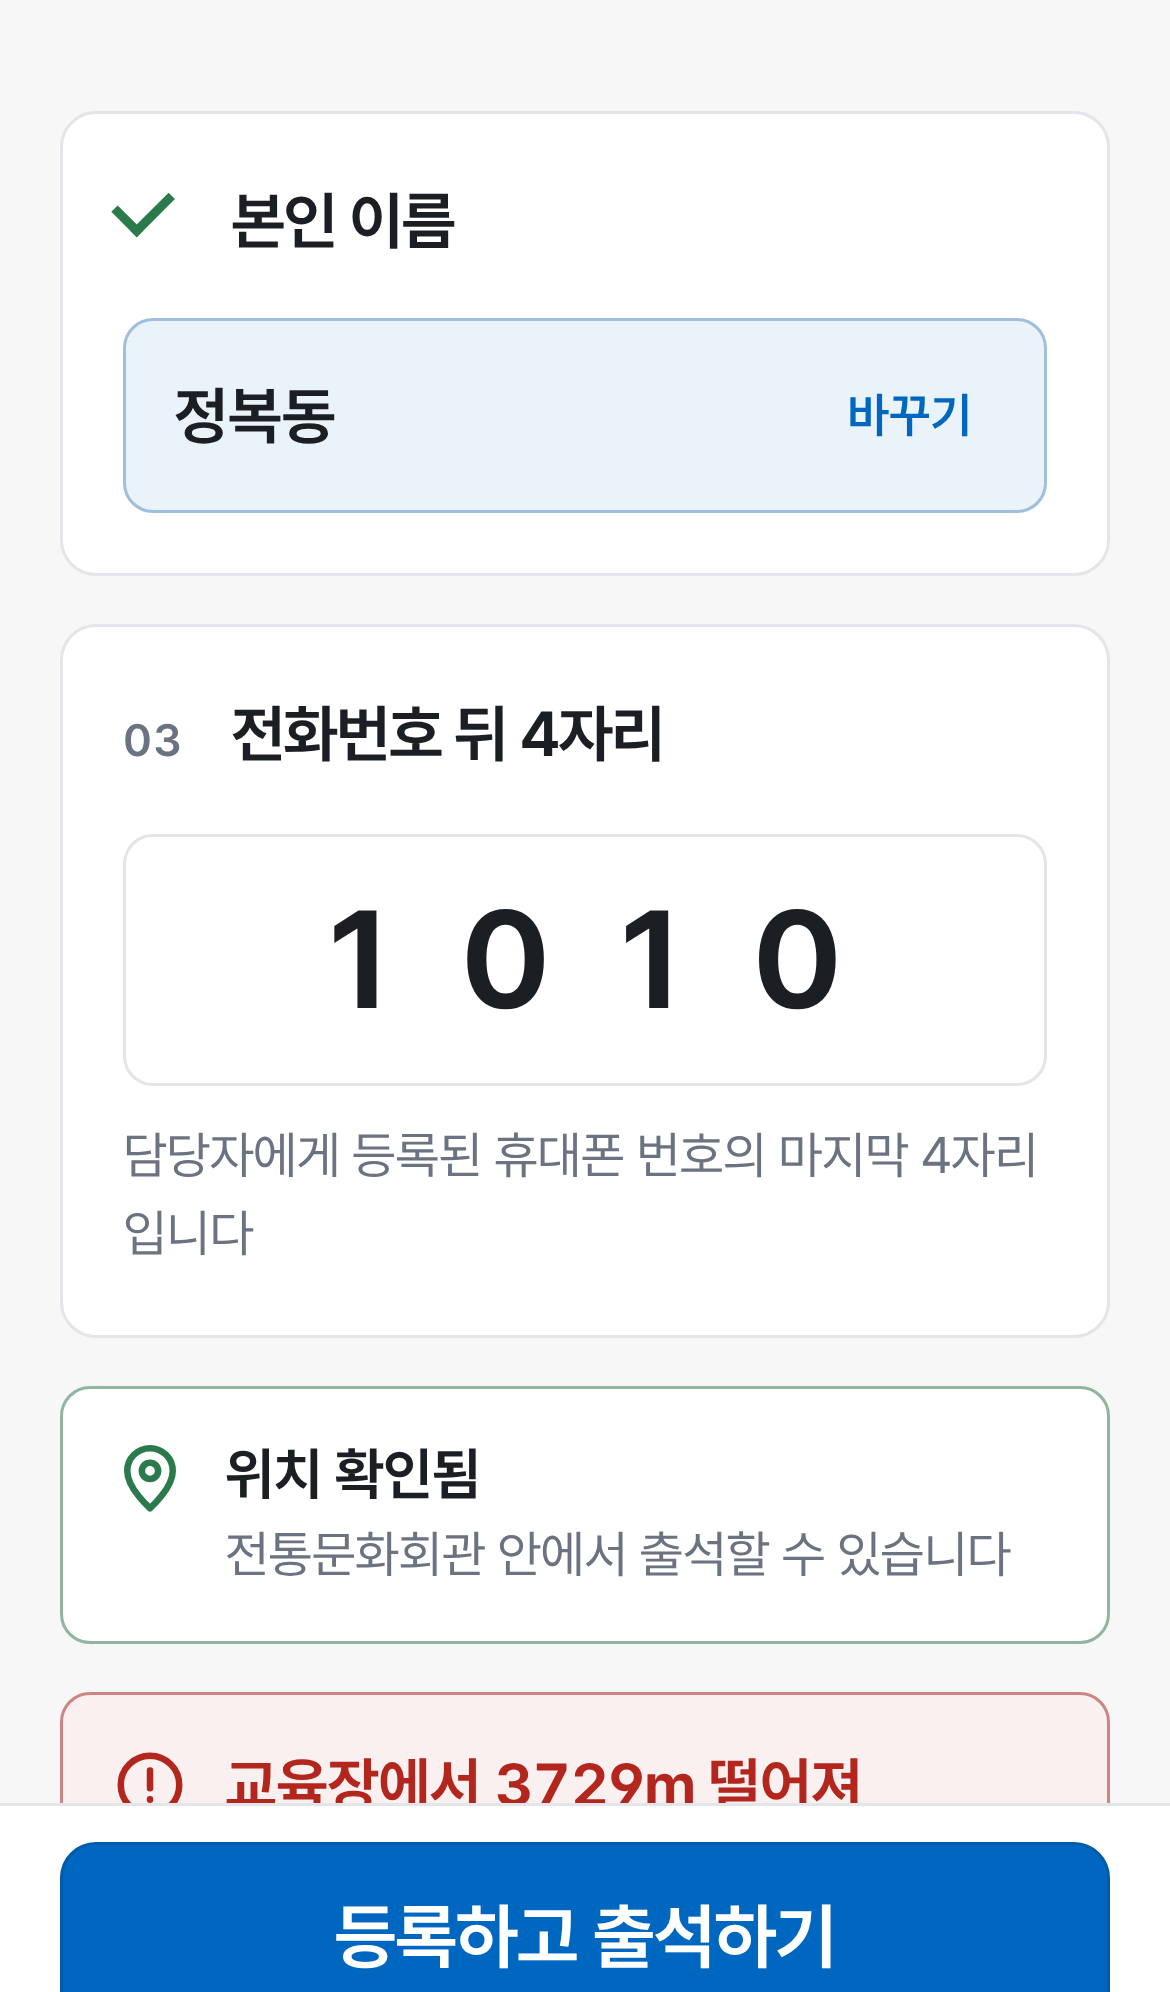 본인 이름
정복동
바꾸기
03 전화번호 뒤 4자리
1 0 1 0
담당자에게 등록된 휴대폰 번호의 마지막 4자리
입니다
위치 확인됨
전통문화회관 안에서 출석할 수 있습니다
교육장에서 3729m 떨어져
등록하고 출석하기